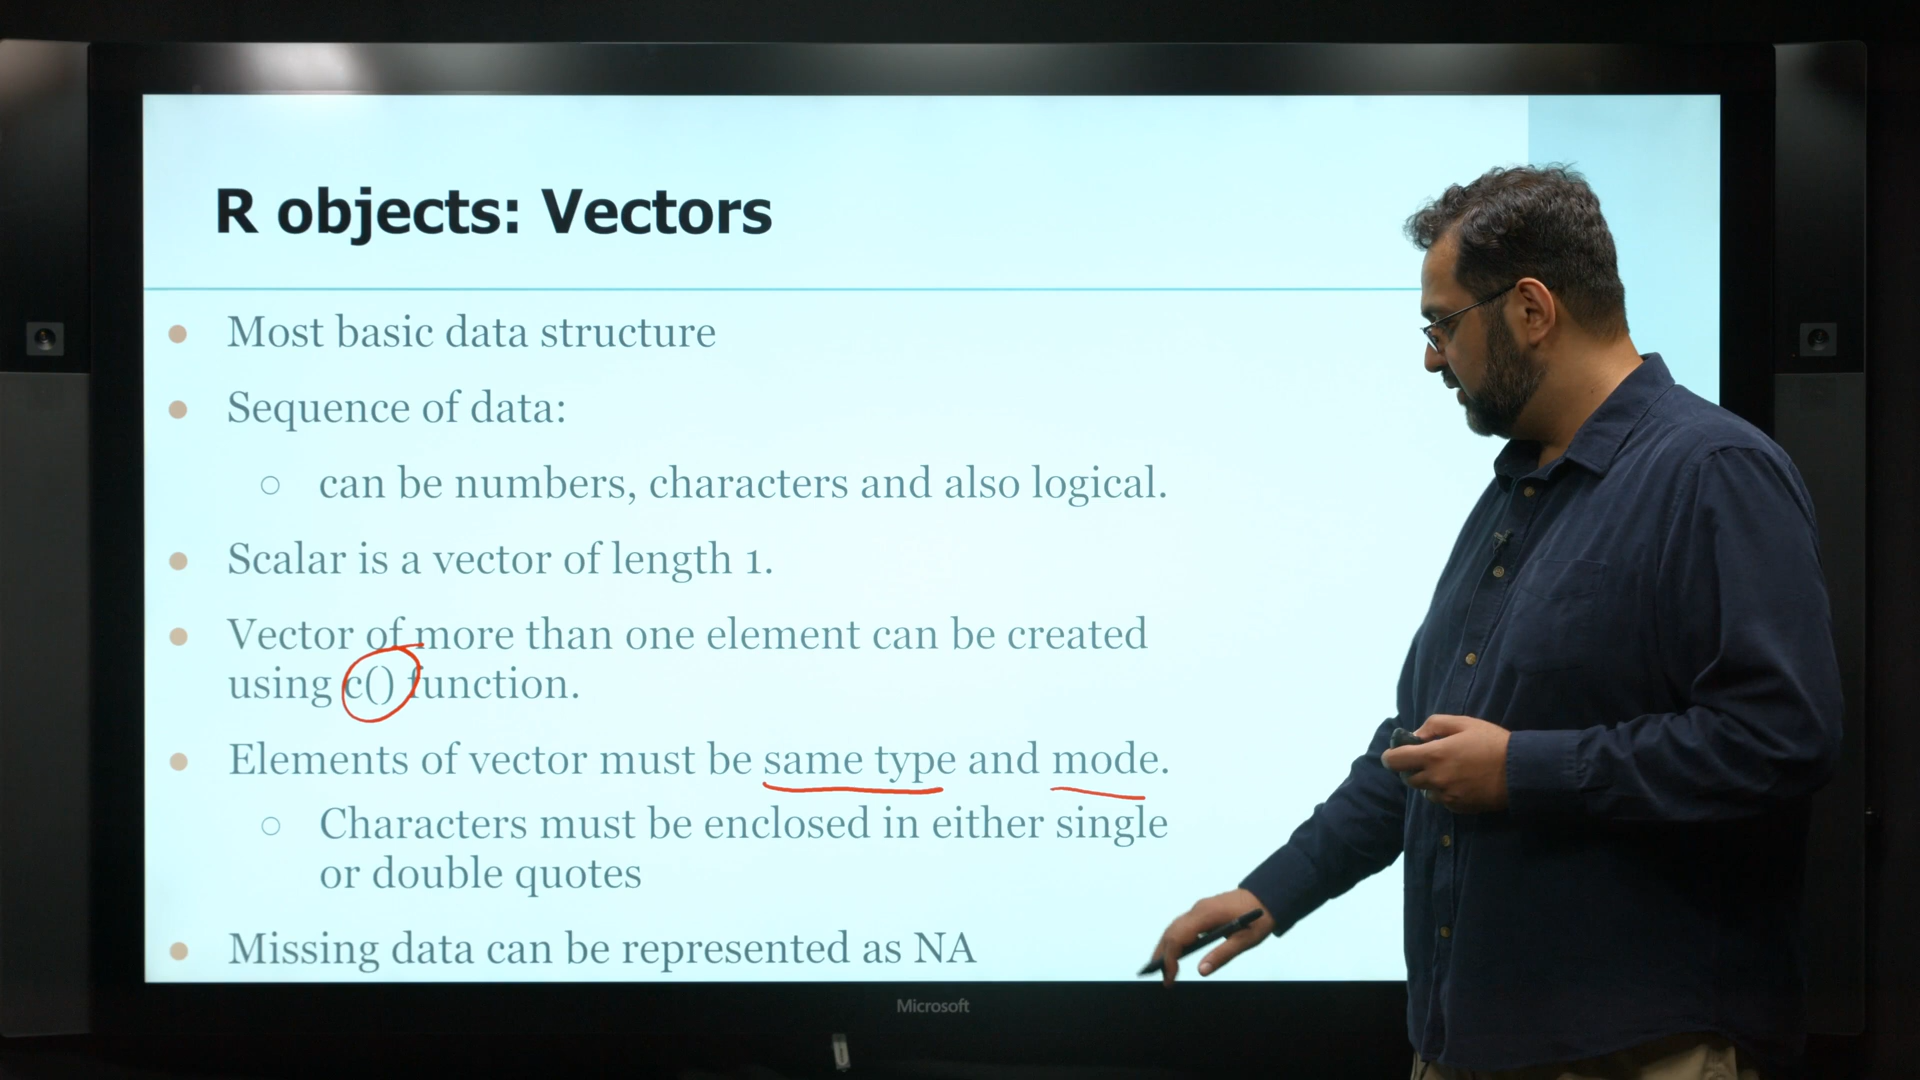 R objects: Vectors
Most basic data structure
Sequence of data:
can be numbers, characters and also logical.
Scalar is a vector of length 1.
Vector of more than one element can be created
using c() function.
Elements of vector must be same type and mode.
Characters must be enclosed in either single
or double quotes
Missing data can be represented as NA
Microsoft